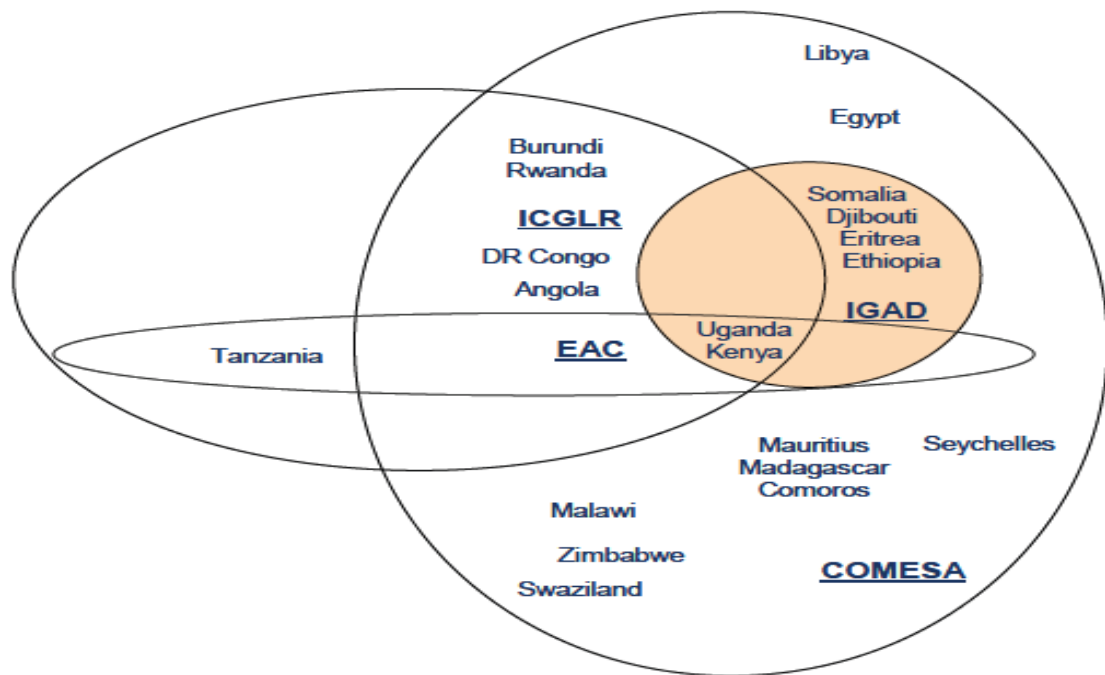 Libya
Egypt
Burundi
Rwanda
ICGLR
DR Congo
Angola
Somalia
Djibouti
Eritrea
Ethiopia
IGAD
Uganda
Kenya
EAC
Tanzania
Mauritius
Madagascar
Comoros
Seychelles
Malawi
Zimbabwe
Swaziland
COMESA